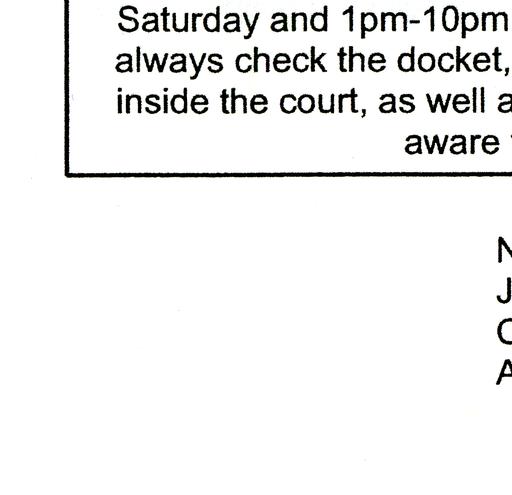 Saturday and 1pm-10pm
always check the docket,
inside the court, as well a
aware
N
J
C
A